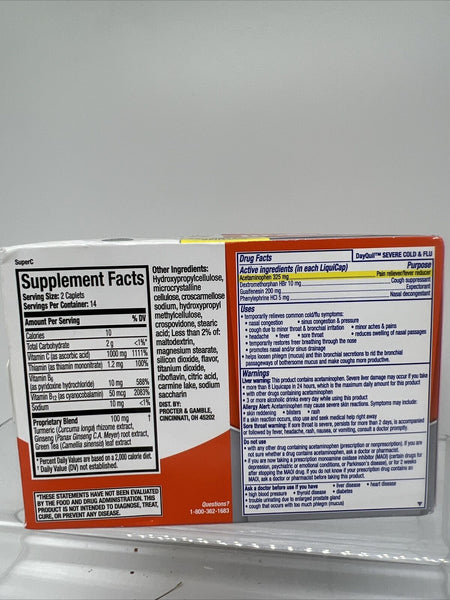 SuperC
Supplement Facts
Serving Size: 2 Caplets
Servings Per Container: 14
Amount Per Serving % DV
Calories 10
Total Carbohydrate 2 g <1%*
Vitamin C (as ascorbic acid) 1000 mg 1111%
Thiamin (as thiamin mononitrate) 1.2 mg 100%
Vitamin B6
(as pyridoxine hydrochloride) 10 mg 588%
Vitamin B12 (as cyanocobalamin) 50 mcg 2083%
Sodium 10 mg <1%
Proprietary Blend 100 mg †
Turmeric (Curcuma longa) rhizome extract,
Ginseng (Panax Ginseng C.A. Meyer) root extract,
Green Tea (Camellia Sinensis) leaf extract
*Percent Daily Values are based on a 2,000 calorie diet.
†Daily Value (DV) not established.
*THESE STATEMENTS HAVE NOT BEEN EVALUATED
BY THE FOOD AND DRUG ADMINISTRATION. THIS
PRODUCT IS NOT INTENDED TO DIAGNOSE, TREAT,
CURE, OR PREVENT ANY DISEASE.
Other Ingredients:
Hydroxypropylcellulose,
microcrystalline
cellulose, croscarmellose
sodium, hydroxypropyl
methylcellulose,
crospovidone, stearic
acid; Less than 2% of:
maltodextrin,
magnesium stearate,
silicon dioxide, flavor,
titanium dioxide,
riboflavin, citric acid,
carmine lake, sodium
saccharin
DIST. BY:
PROCTER & GAMBLE,
CINCINNATI, OH 45202
Questions?
1-800-362-1683
Drug Facts
DayQuil™ SEVERE COLD & FLU
Active ingredients (in each LiquiCap) Purpose
Acetaminophen 325 mg Pain reliever/fever reducer
Dextromethorphan HBr 10 mg Cough suppressant
Guaifenesin 200 mg Expectorant
Phenylephrine HCl 5 mg Nasal decongestant
Uses
• temporarily relieves common cold/flu symptoms:
• nasal congestion • sinus congestion & pressure
• cough due to minor throat & bronchial irritation • minor aches & pains
• headache • fever • sore throat • reduces swelling of nasal passages
• temporarily restores freer breathing through the nose
• promotes nasal and/or sinus drainage
• helps loosen phlegm (mucus) and thin bronchial secretions to rid the bronchial
passageways of bothersome mucus and make coughs more productive
Warnings
Liver warning: This product contains acetaminophen. Severe liver damage may occur if you take
• more than 8 LiquiCaps in 24 hours, which is the maximum daily amount for this product
• with other drugs containing acetaminophen
• 3 or more alcoholic drinks every day while using this product
Allergy Alert: Acetaminophen may cause severe skin reactions. Symptoms may include:
• skin reddening • blisters • rash
If a skin reaction occurs, stop use and seek medical help right away
Sore throat warning: If sore throat is severe, persists for more than 2 days, is accompanied
or followed by fever, headache, rash, nausea, or vomiting, consult a doctor promptly.
Do not use
• with any other drug containing acetaminophen (prescription or nonprescription). If you are
not sure whether a drug contains acetaminophen, ask a doctor or pharmacist.
• if you are now taking a prescription monoamine oxidase inhibitor (MAOI) (certain drugs for
depression, psychiatric or emotional conditions, or Parkinson's disease), or for 2 weeks
after stopping the MAOI drug. If you do not know if your prescription drug contains an MAOI,
ask a doctor or pharmacist before taking this product.
Ask a doctor before use if you have • liver disease • heart disease
• high blood pressure • thyroid disease • diabetes
• trouble urinating due to enlarged prostate gland
• cough that occurs with too much phlegm (mucus)